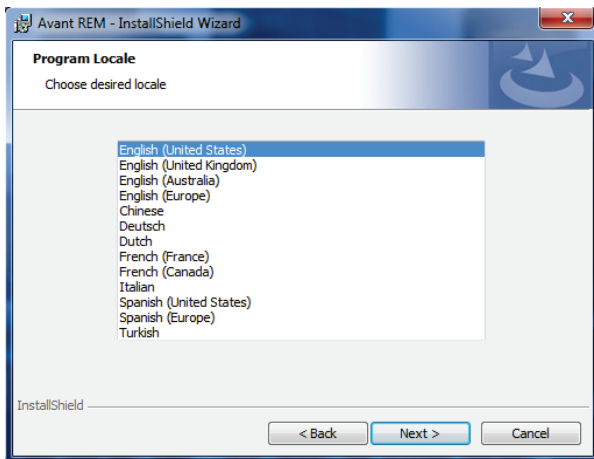 Avant REM - InstallShield Wizard
Program Locale
Choose desired locale
English (United States)
English (United Kingdom)
English (Australia)
English (Europe)
Chinese
Deutsch
Dutch
French (France)
French (Canada)
Italian
Spanish (United States)
Spanish (Europe)
Turkish
InstallShield
< Back Next > Cancel